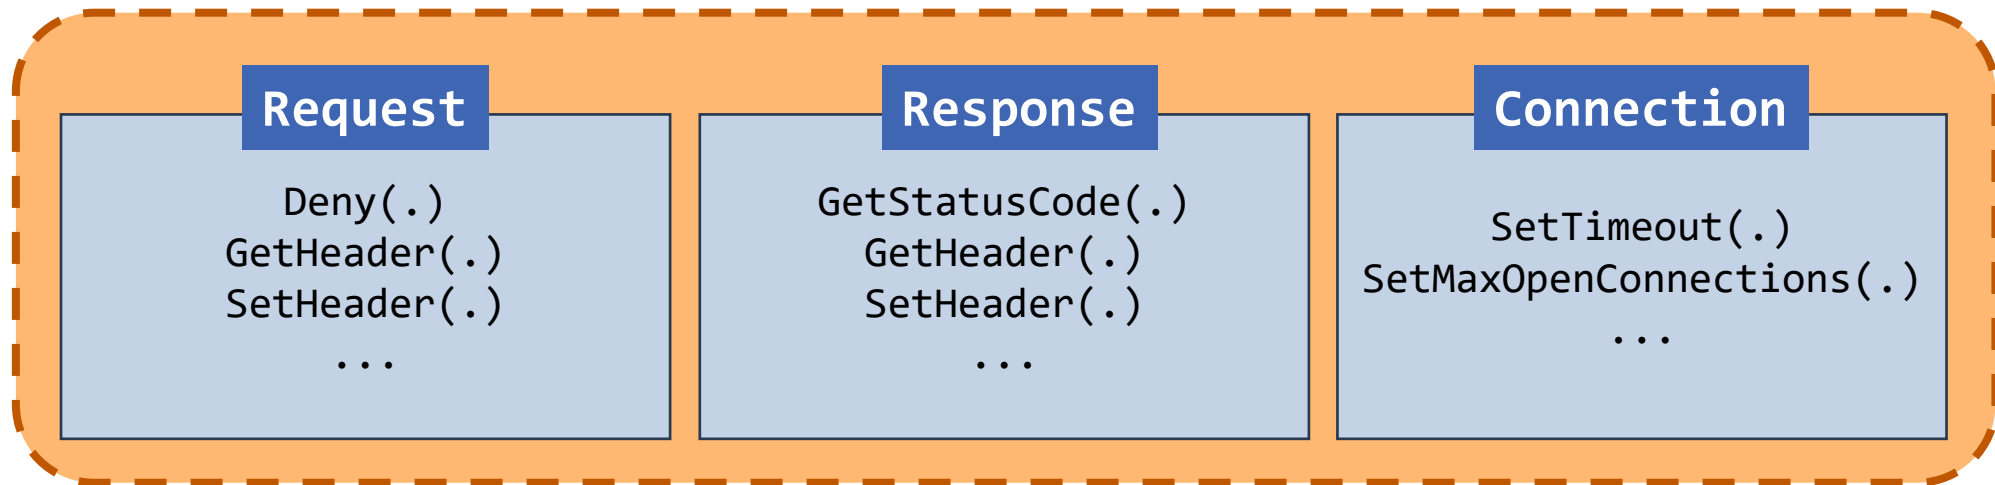 Request
Deny(.)
GetHeader(.)
SetHeader(.)
...
Response
GetStatusCode(.)
GetHeader(.)
SetHeader(.)
...
Connection
SetTimeout(.)
SetMaxOpenConnections(.)
...